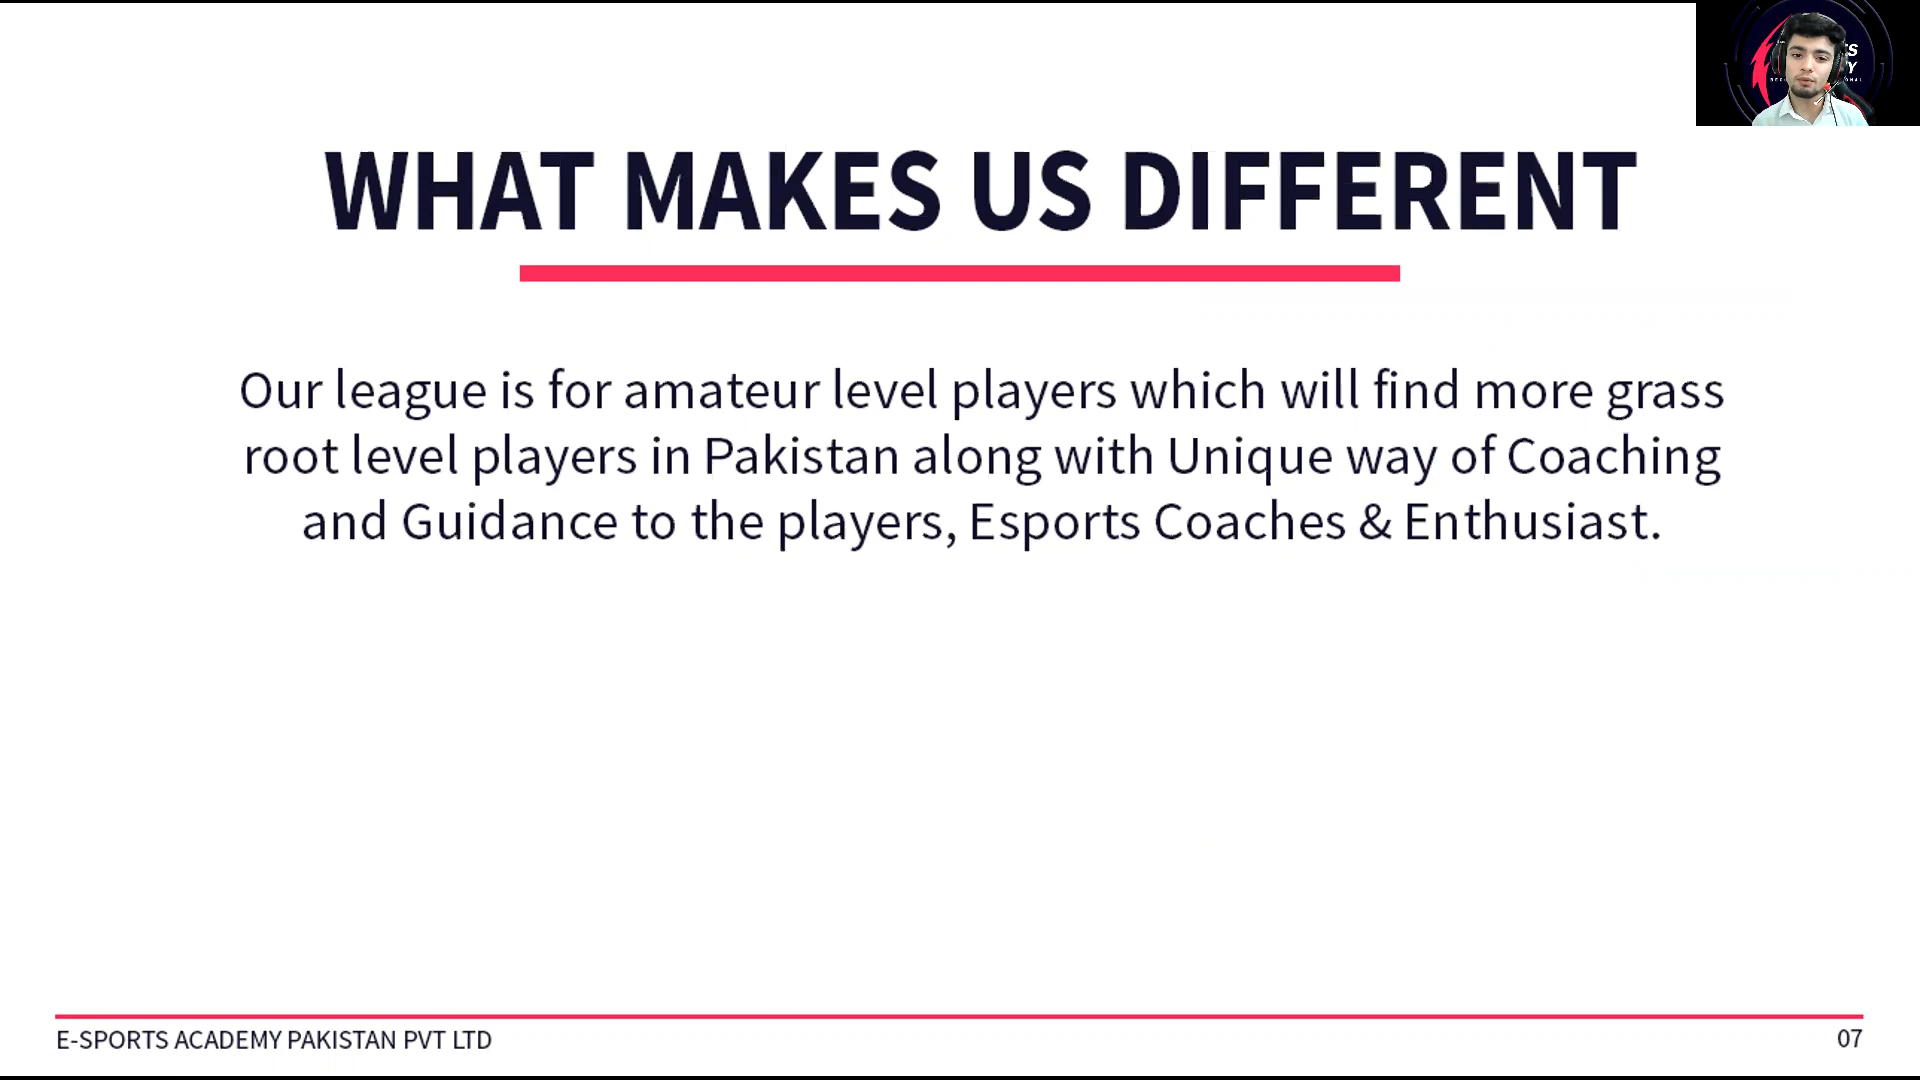 WHAT MAKES US DIFFERENT
Our league is for amateur level players which will find more grass
root level players in Pakistan along with Unique way of Coaching
and Guidance to the players, Esports Coaches & Enthusiast.
E-SPORTS ACADEMY PAKISTAN PVT LTD
07